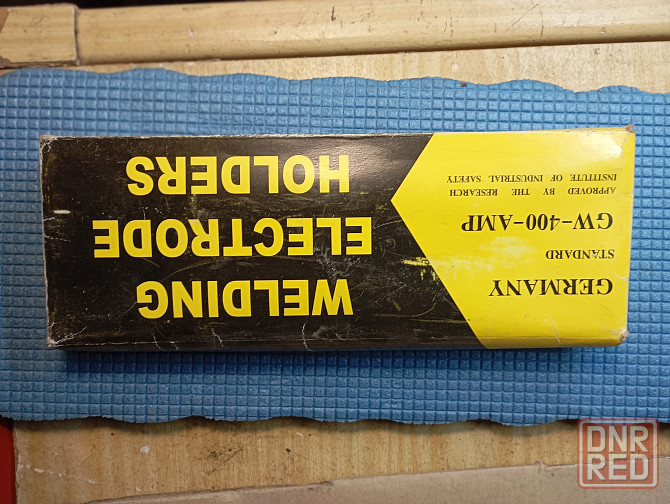 GERMANY
STANDARD
GW-400-AMP
APPROVED BY THE RESEARCH
INSTITUTE OF INDUSTRIAL SAFETY
WELDING
ELECTRODE
HOLDERS
DNR
RED